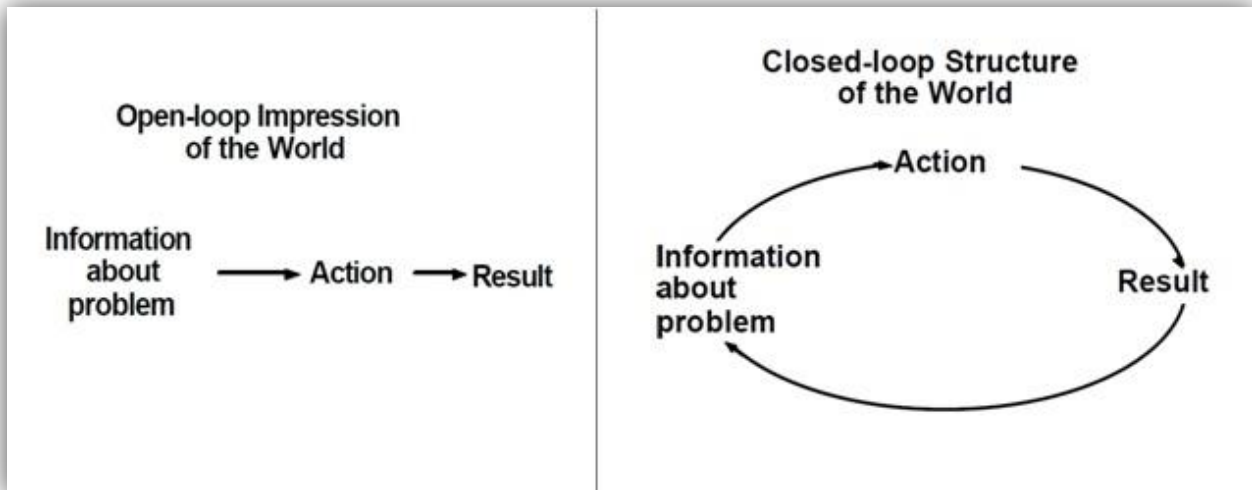 Open-loop Impression
of the World
Information
about
problem
Action
Result
Closed-loop Structure
of the World
Action
Information
about
problem
Result